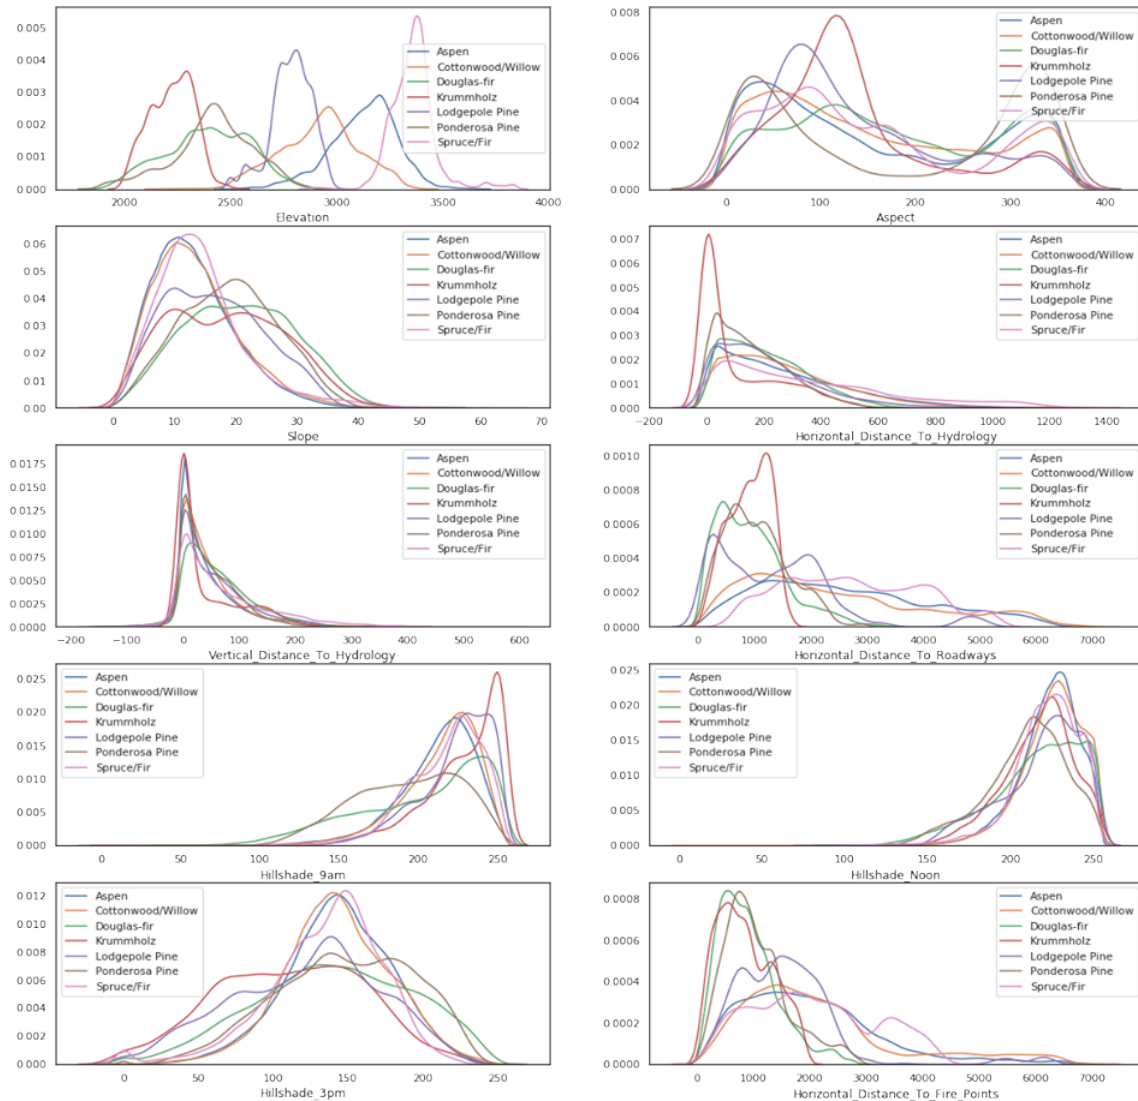 0.005
0.004
0.003
0.002
0.001
0.000
2000 2500 3000 3500 4000
Elevation
Aspen
Cottonwood/Willow
Douglas-fir
Krummholz
Lodgepole Pine
Ponderosa Pine
Spruce/Fir
0.008
0.006
0.004
0.002
0.000
0 100 200 300 400
Aspect
Aspen
Cottonwood/Willow
Douglas-fir
Krummholz
Lodgepole Pine
Ponderosa Pine
Spruce/Fir
0.06
0.05
0.04
0.03
0.02
0.01
0.00
0 10 20 30 40 50 60 70
Slope
Aspen
Cottonwood/Willow
Douglas-fir
Krummholz
Lodgepole Pine
Ponderosa Pine
Spruce/Fir
0.007
0.006
0.005
0.004
0.003
0.002
0.001
0.000
−200 0 200 400 600 800 1000 1200 1400
Horizontal_Distance_To_Hydrology
Aspen
Cottonwood/Willow
Douglas-fir
Krummholz
Lodgepole Pine
Ponderosa Pine
Spruce/Fir
0.0175
0.0150
0.0125
0.0100
0.0075
0.0050
0.0025
0.0000
−200 −100 0 100 200 300 400 500 600
Vertical_Distance_To_Hydrology
Aspen
Cottonwood/Willow
Douglas-fir
Krummholz
Lodgepole Pine
Ponderosa Pine
Spruce/Fir
0.0010
0.0008
0.0006
0.0004
0.0002
0.0000
0 1000 2000 3000 4000 5000 6000 7000
Horizontal_Distance_To_Roadways
Aspen
Cottonwood/Willow
Douglas-fir
Krummholz
Lodgepole Pine
Ponderosa Pine
Spruce/Fir
0.025
0.020
0.015
0.010
0.005
0.000
0 50 100 150 200 250
Hillshade_9am
Aspen
Cottonwood/Willow
Douglas-fir
Krummholz
Lodgepole Pine
Ponderosa Pine
Spruce/Fir
0.025
0.020
0.015
0.010
0.005
0.000
0 50 100 150 200 250
Hillshade_Noon
Aspen
Cottonwood/Willow
Douglas-fir
Krummholz
Lodgepole Pine
Ponderosa Pine
Spruce/Fir
0.012
0.010
0.008
0.006
0.004
0.002
0.000
0 50 100 150 200 250
Hillshade_3pm
Aspen
Cottonwood/Willow
Douglas-fir
Krummholz
Lodgepole Pine
Ponderosa Pine
Spruce/Fir
0.0008
0.0006
0.0004
0.0002
0.0000
0 1000 2000 3000 4000 5000 6000 7000
Horizontal_Distance_To_Fire_Points
Aspen
Cottonwood/Willow
Douglas-fir
Krummholz
Lodgepole Pine
Ponderosa Pine
Spruce/Fir